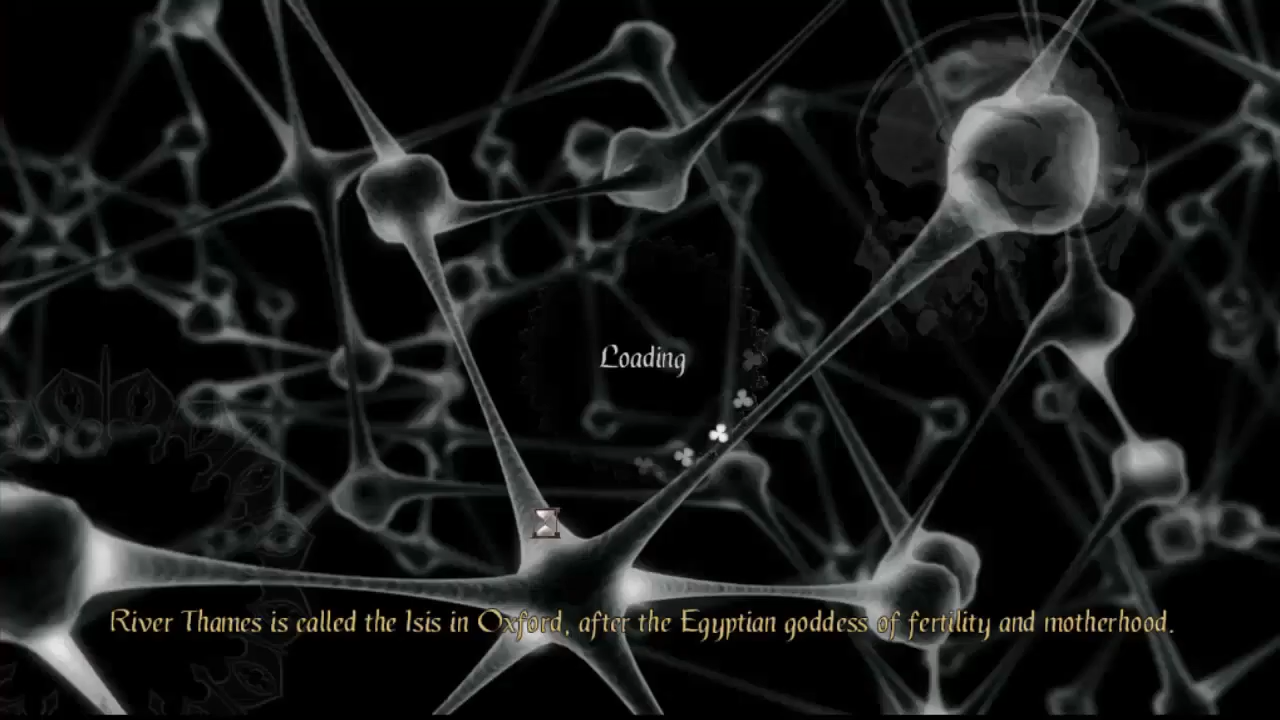 Loading
River Thames is called the Isis in Oxford, after the Egyptian goddess of fertility and motherhood.